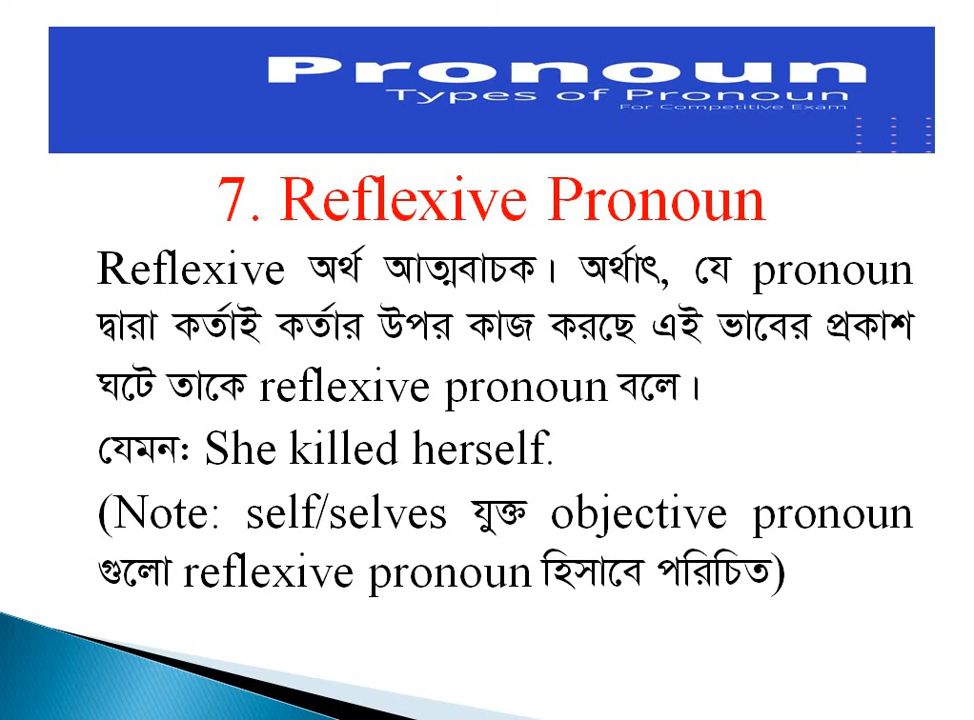 Pronoun
Types of Pronoun
For Competitive Exam
7. Reflexive Pronoun
Reflexive অর্থ আত্মবাচক। অর্থাৎ, যে pronoun
দ্বারা কর্তাই কর্তার উপর কাজ করছে এই ভাবের প্রকাশ
ঘটে তাকে reflexive pronoun বলে।
যেমনঃ She killed herself.
(Note: self/selves যুক্ত objective pronoun
গুলো reflexive pronoun হিসাবে পরিচিত)